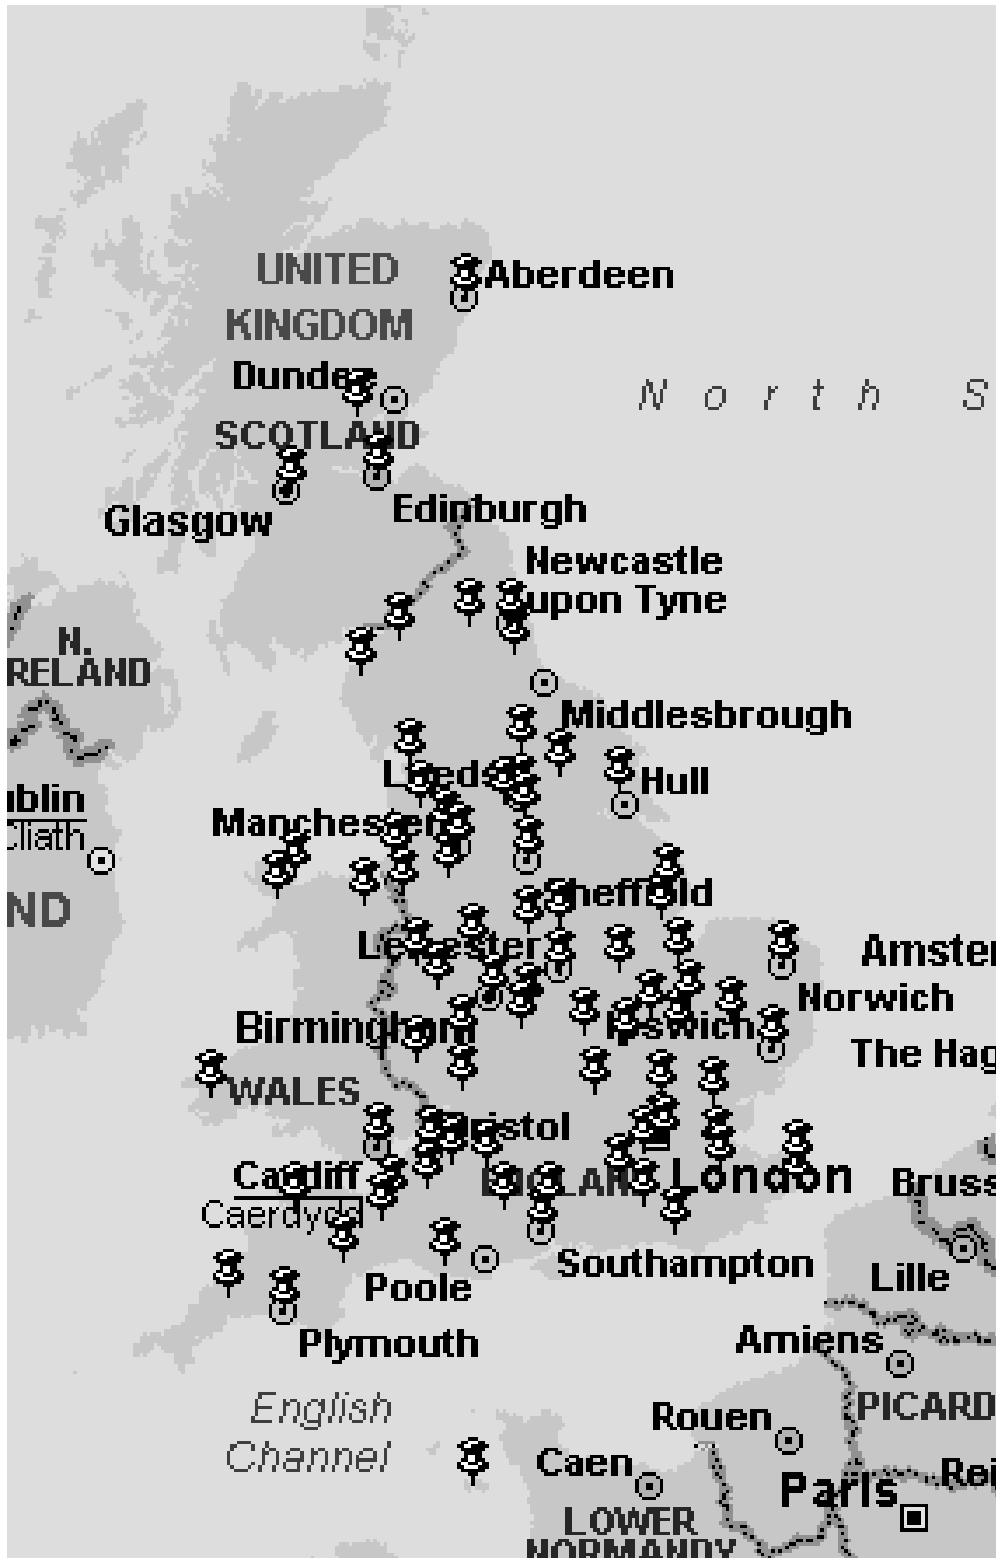 UNITED
KINGDOM
Aberdeen
Dundee
North S
SCOTLAND
Edinburgh
Glasgow
Newcastle
upon Tyne
N.
RELAND
Middlesbrough
Leeds
Hull
ublin
Cliath
Manchester
Sheffield
ND
Leicester
Amster
Norwich
Birmingham
Ipswich
The Hag
WALES
Bristol
Cardiff
ENGLAND
London
Bruss
Caerdydd
Southampton
Lille
Poole
Plymouth
Amiens
English
PICARD
Rouen
Channel
Caen
Rei
Paris
LOWER
NORMANDY